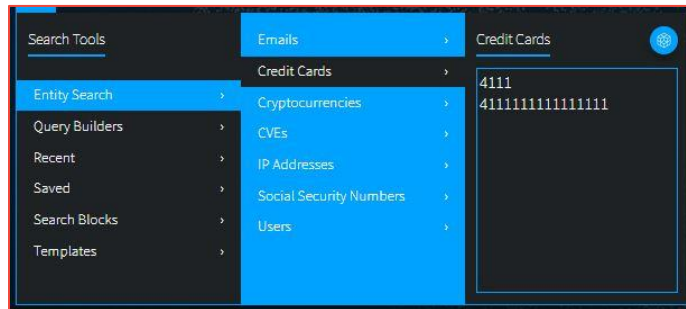 Search Tools
Entity Search
Query Builders
Recent
Saved
Search Blocks
Templates
Emails
Credit Cards
Cryptocurrencies
CVEs
IP Addresses
Social Security Numbers
Users
Credit Cards
4111
4111111111111111